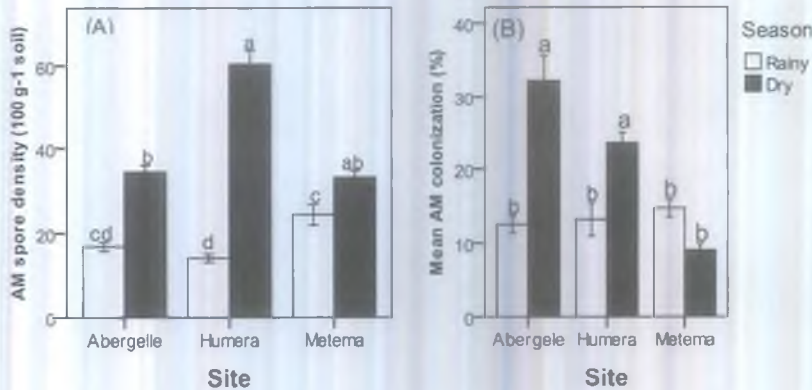 (A)
AM spore density (100 g-1 soil)
60
40
20
0
cd
b
d
a
c
ab
Abergelle Humera Metema
Site
(B)
Mean AM colonization (%)
40
30
20
10
0
b
a
b
a
b
b
Abergele Humera Metema
Site
Season
Rainy
Dry